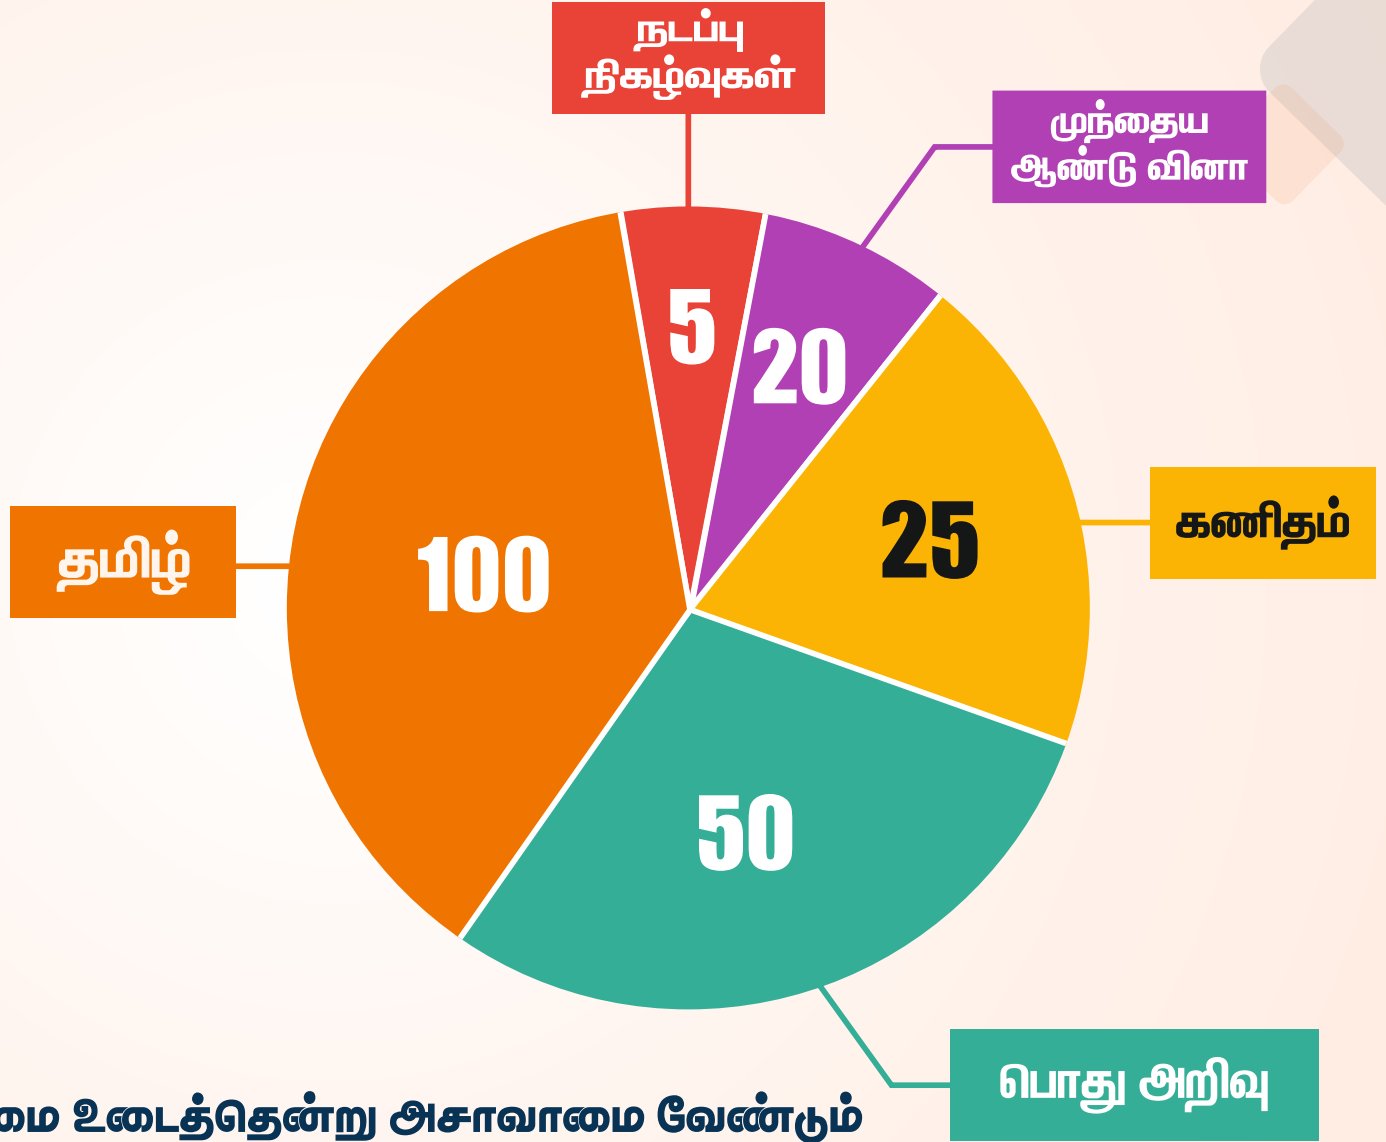 நடப்பு
நிகழ்வுகள்
முந்தைய
ஆண்டு வினா
5
20
25
கணிதம்
தமிழ்
100
50
பொது அறிவு
உடைத்தென்று அசாவாமை வேண்டும்